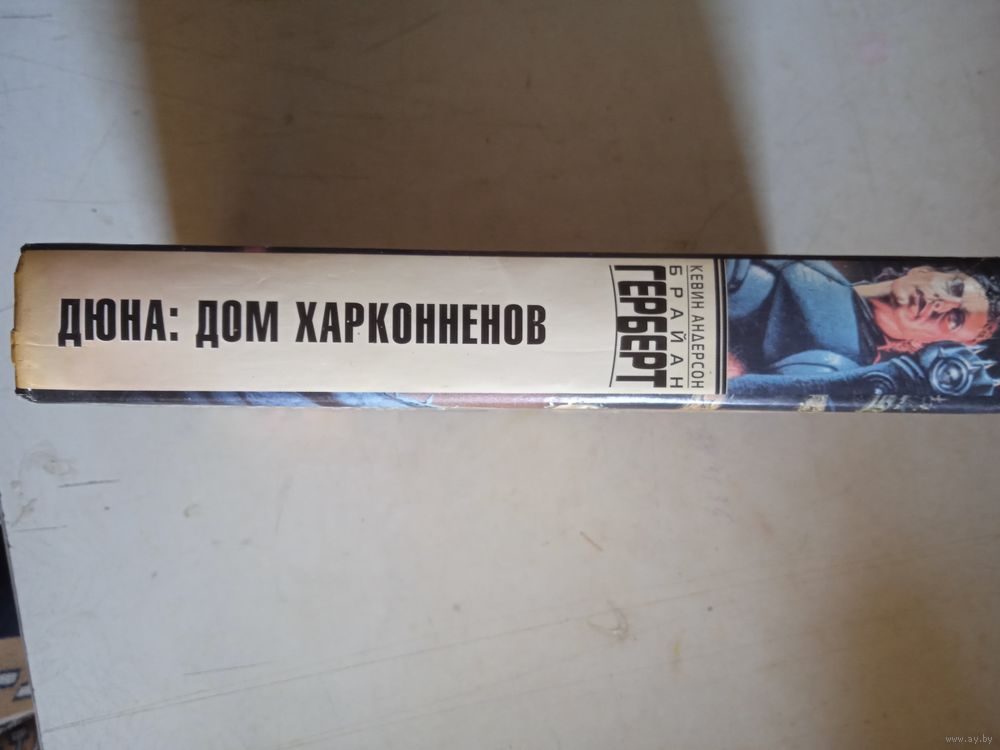 ДЮНА: ДОМ ХАРКОННЕНОВ
КЕВИН АНДЕРСОН
БРАЙАН
ГЕРБЕРТ
www.ay.by